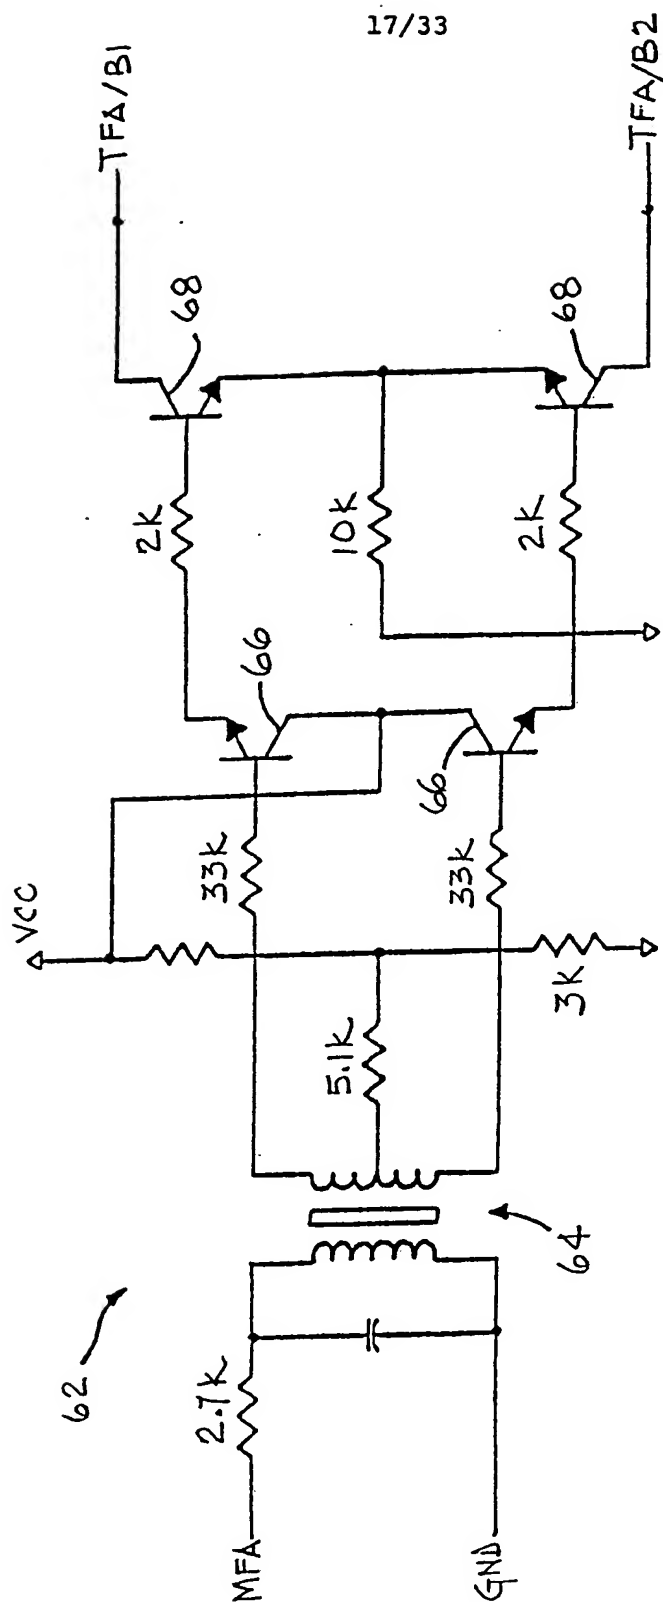 17/33
TFA/B1
TFA/B2
68
68
2K
10K
2K
66
66
VCC
33K
33K
5.1K
3K
64
62
2.7K
MFA
GND